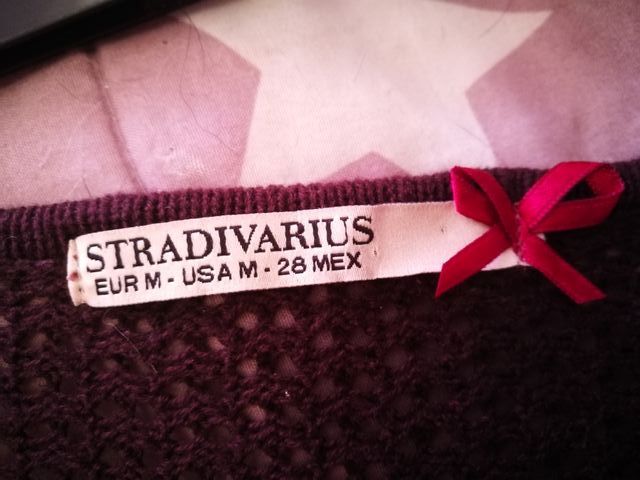 STRADIVARIUS
EUR M - USA M - 28 MEX